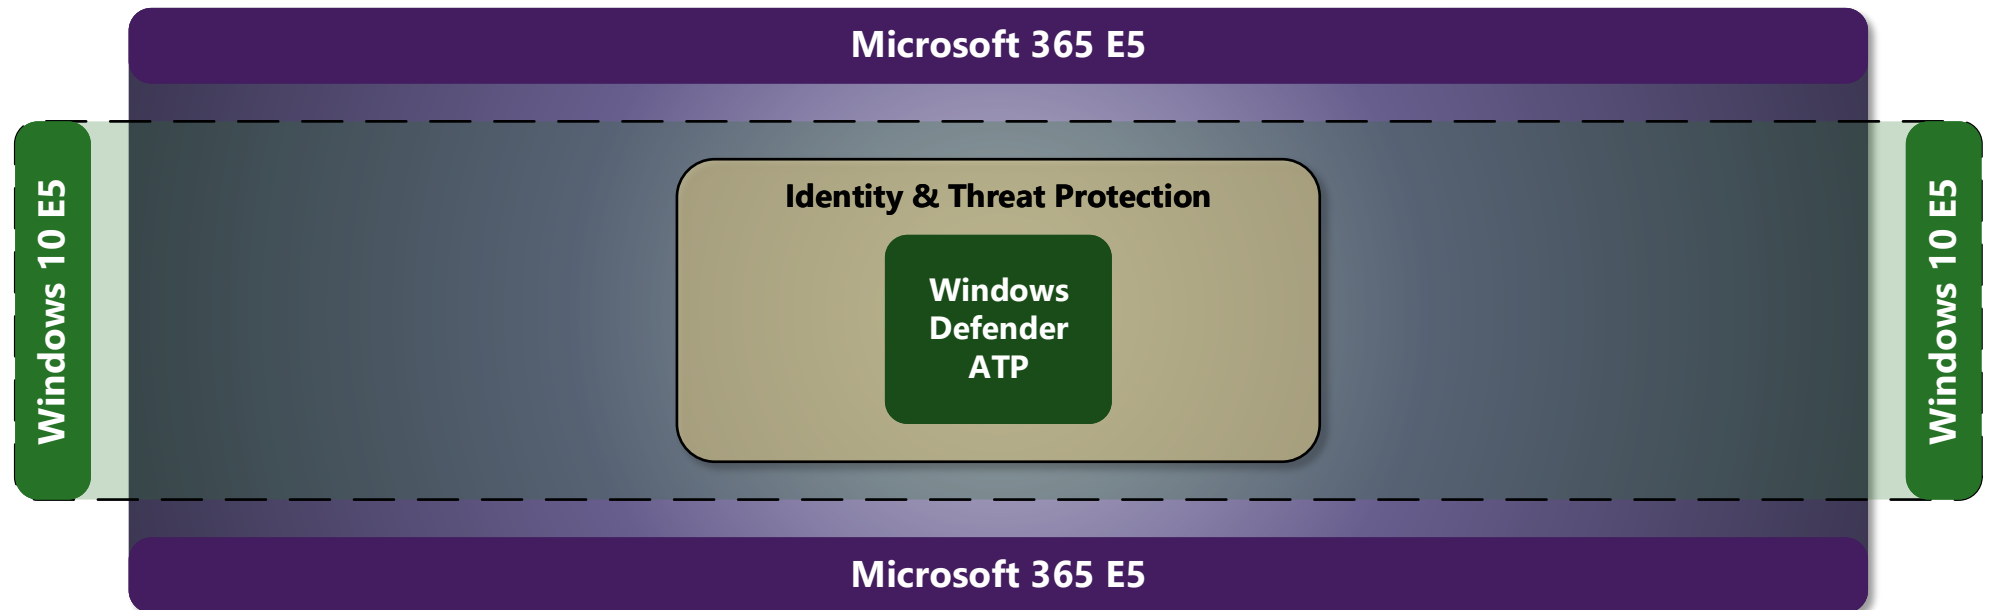 Microsoft 365 E5
Windows 10 E5
Identity & Threat Protection
Windows
Defender
ATP
Windows 10 E5
Microsoft 365 E5